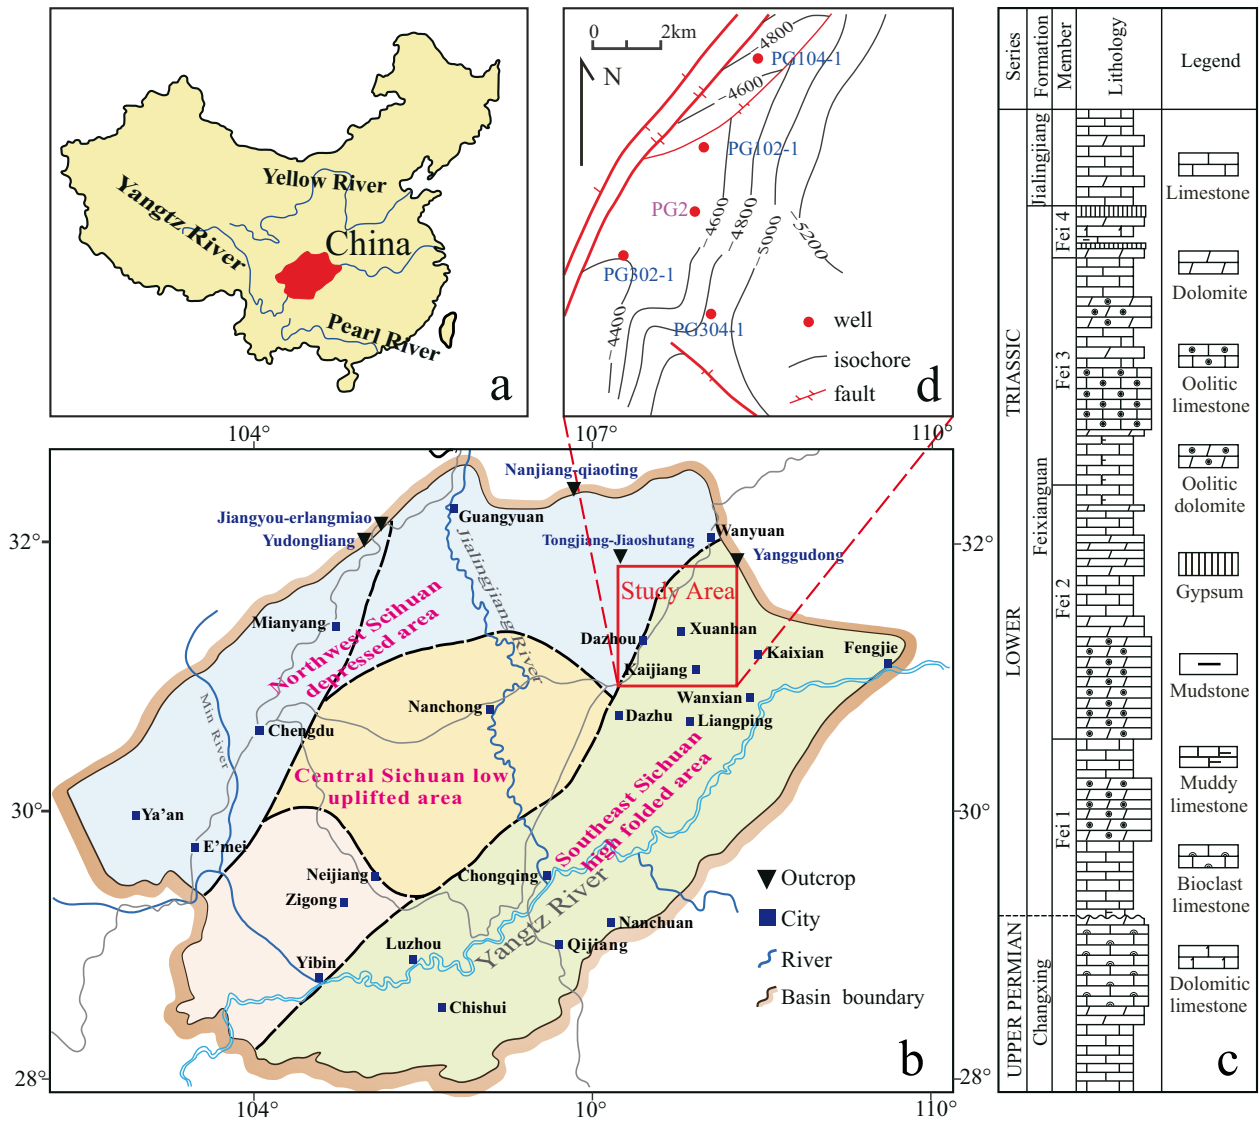 Yellow River
Yangtz River
China
Pearl River
a
0
2km
N
-4800
PG104-1
-4600
PG102-1
PG2
-4600
-4800
-5000
-5200
PG302-1
PG304-1
-4400
well
isochore
fault
d
104°
107°
110°
32°
30°
28°
32°
30°
28°
104°
10°
110°
Nanjiang-qiaoting
Jiangyou-erlangmiao
Yudongliang
Guangyuan
Tongjiang-Jiaoshutang
Wanyuan
Yanggudong
Jialingjiang River
Study Area
Mianyang
Northwest Scihuan
depressed area
Dazhou
Xuanhan
Kaixian
Fengjie
Kaijiang
Wanxian
Min River
Nanchong
Dazhu
Liangping
Chengdu
Central Sichuan low
uplifted area
Southeast Sichuan
high folded area
Ya'an
E'mei
Neijiang
Chongqing
Zigong
Yangtz River
Nanchuan
Luzhou
Qijiang
Yibin
Chishui
Outcrop
City
River
Basin boundary
b
Series
Formation
Member
Lithology
Legend
TRIASSIC
LOWER
UPPER PERMIAN
Jialingjiang
Feixianguan
Changxing
Fei 4
Fei 3
Fei 2
Fei 1
Limestone
Dolomite
Oolitic
limestone
Oolitic
dolomite
Gypsum
Mudstone
Muddy
limestone
Bioclast
limestone
Dolomitic
limestone
c